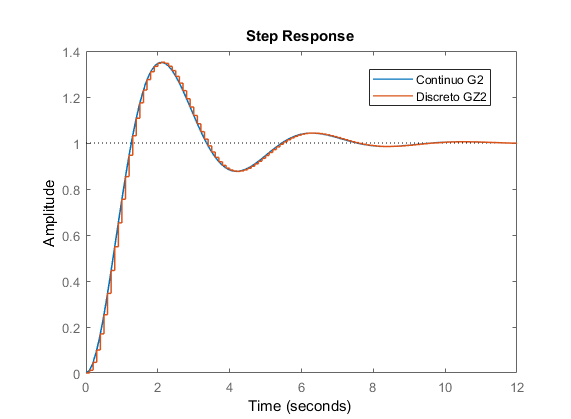 Step Response
Continuo G2
Discreto GZ2
Amplitude
1.4
1.2
1
0.8
0.6
0.4
0.2
0
0 2 4 6 8 10 12
Time (seconds)